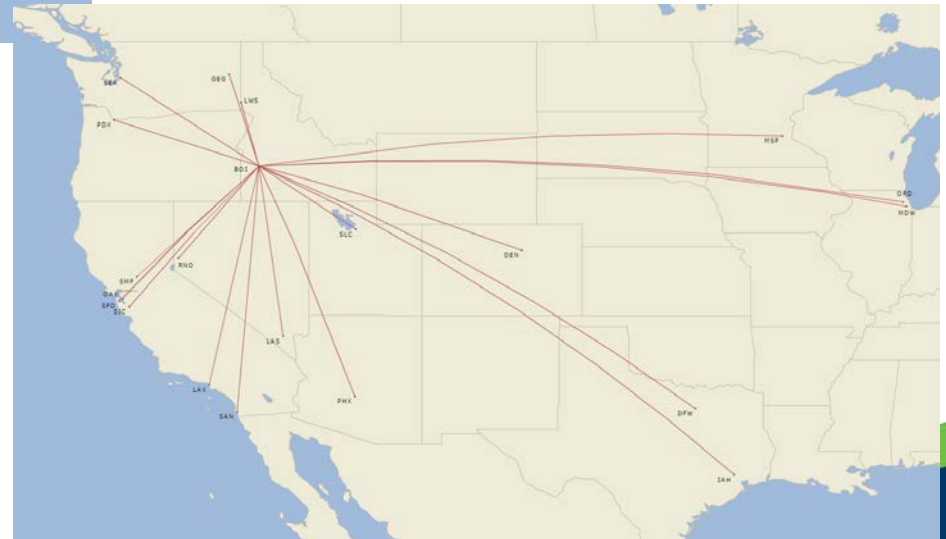 SEA
GEG
LWS
PDX
MSP
BOI
ORD
MDW
SLC
DEN
RNO
SMF
OAK
SFO
SJC
LAS
LAX
PHX
SAN
DFW
IAH